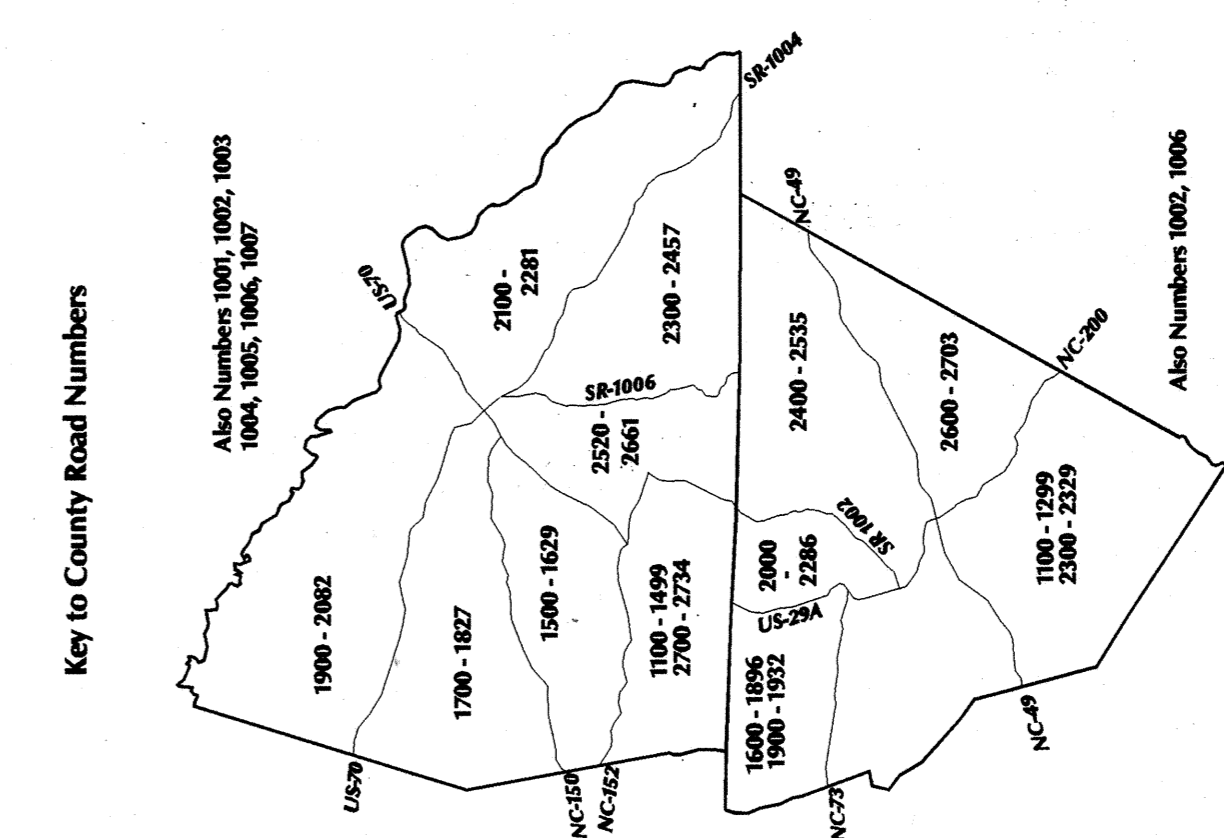 Key to County Road Numbers
Also Numbers 1001, 1002, 1003
1004, 1005, 1006, 1007
US-70
1900 - 2082
1700 - 1827
US-70
NC-150
1500 - 1629
NC-152
1100 - 1499
2700 - 2734
2520 -
2661
SR-1006
2100 -
2281
2300 - 2457
SR-1004
1600 - 1896
1900 - 1932
US-29A
2000
-
2286
SR 1002
2400 - 2535
NC-49
NC-73
2600 - 2703
NC-200
1100 - 1299
2300 - 2329
NC-49
Also Numbers 1002, 1006